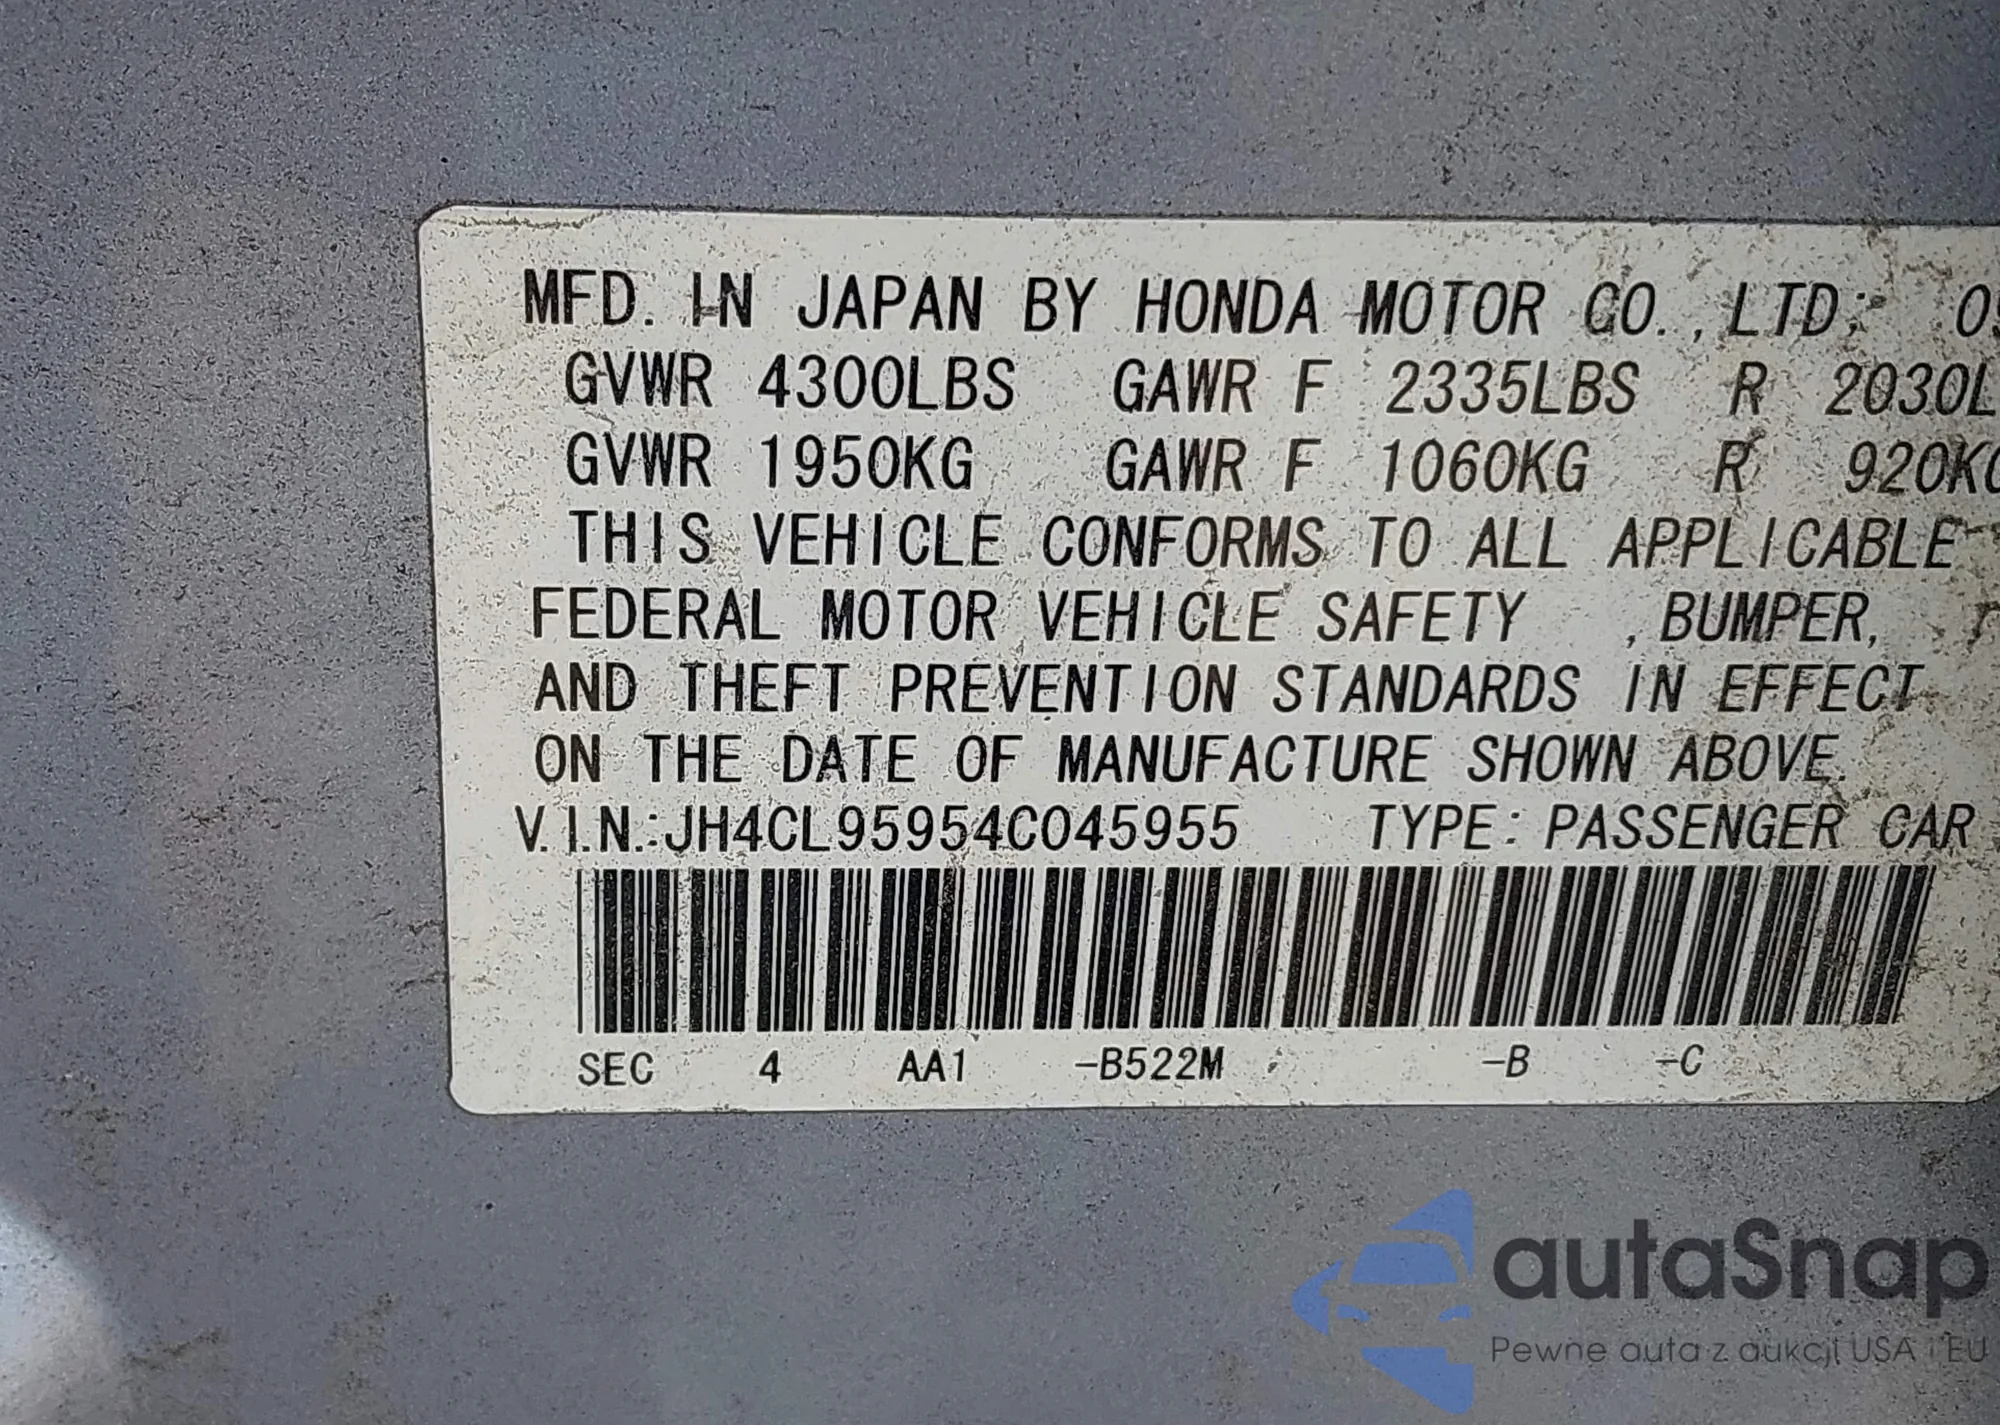 MFD. IN JAPAN BY HONDA MOTOR CO., LTD.
GVWR 4300LBS GAWR F 2335LBS R 2030L
GVWR 1950KG GAWR F 1060KG R 920KG
THIS VEHICLE CONFORMS TO ALL APPLICABLE
FEDERAL MOTOR VEHICLE SAFETY , BUMPER,
AND THEFT PREVENTION STANDARDS IN EFFECT
ON THE DATE OF MANUFACTURE SHOWN ABOVE.
V.I.N.:JH4CL95954C045955 TYPE: PASSENGER CAR
SEC 4 AA1 -B522M -B -C
autaSnap
Pewne auta z aukcji USA i EU